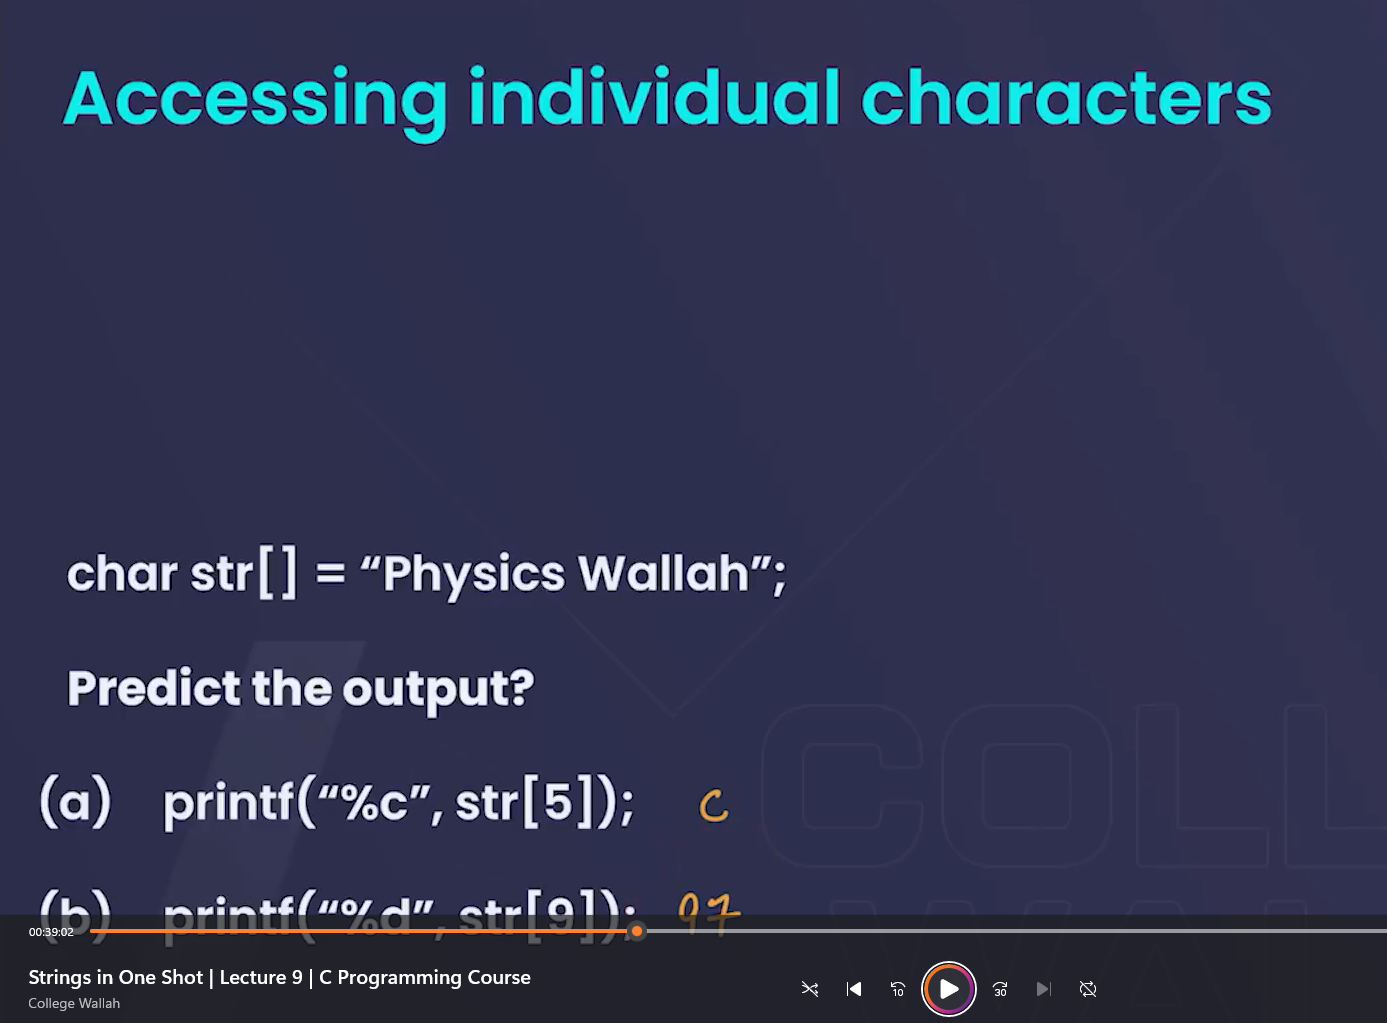 Accessing individual characters
char str[] = “Physics Wallah”;
Predict the output?
(a) printf(“%c”, str[5]); c
(b) printf(“%d”, str[9]); 97
COLL
WAL
00:39:02
Strings in One Shot | Lecture 9 | C Programming Course
College Wallah
10
30